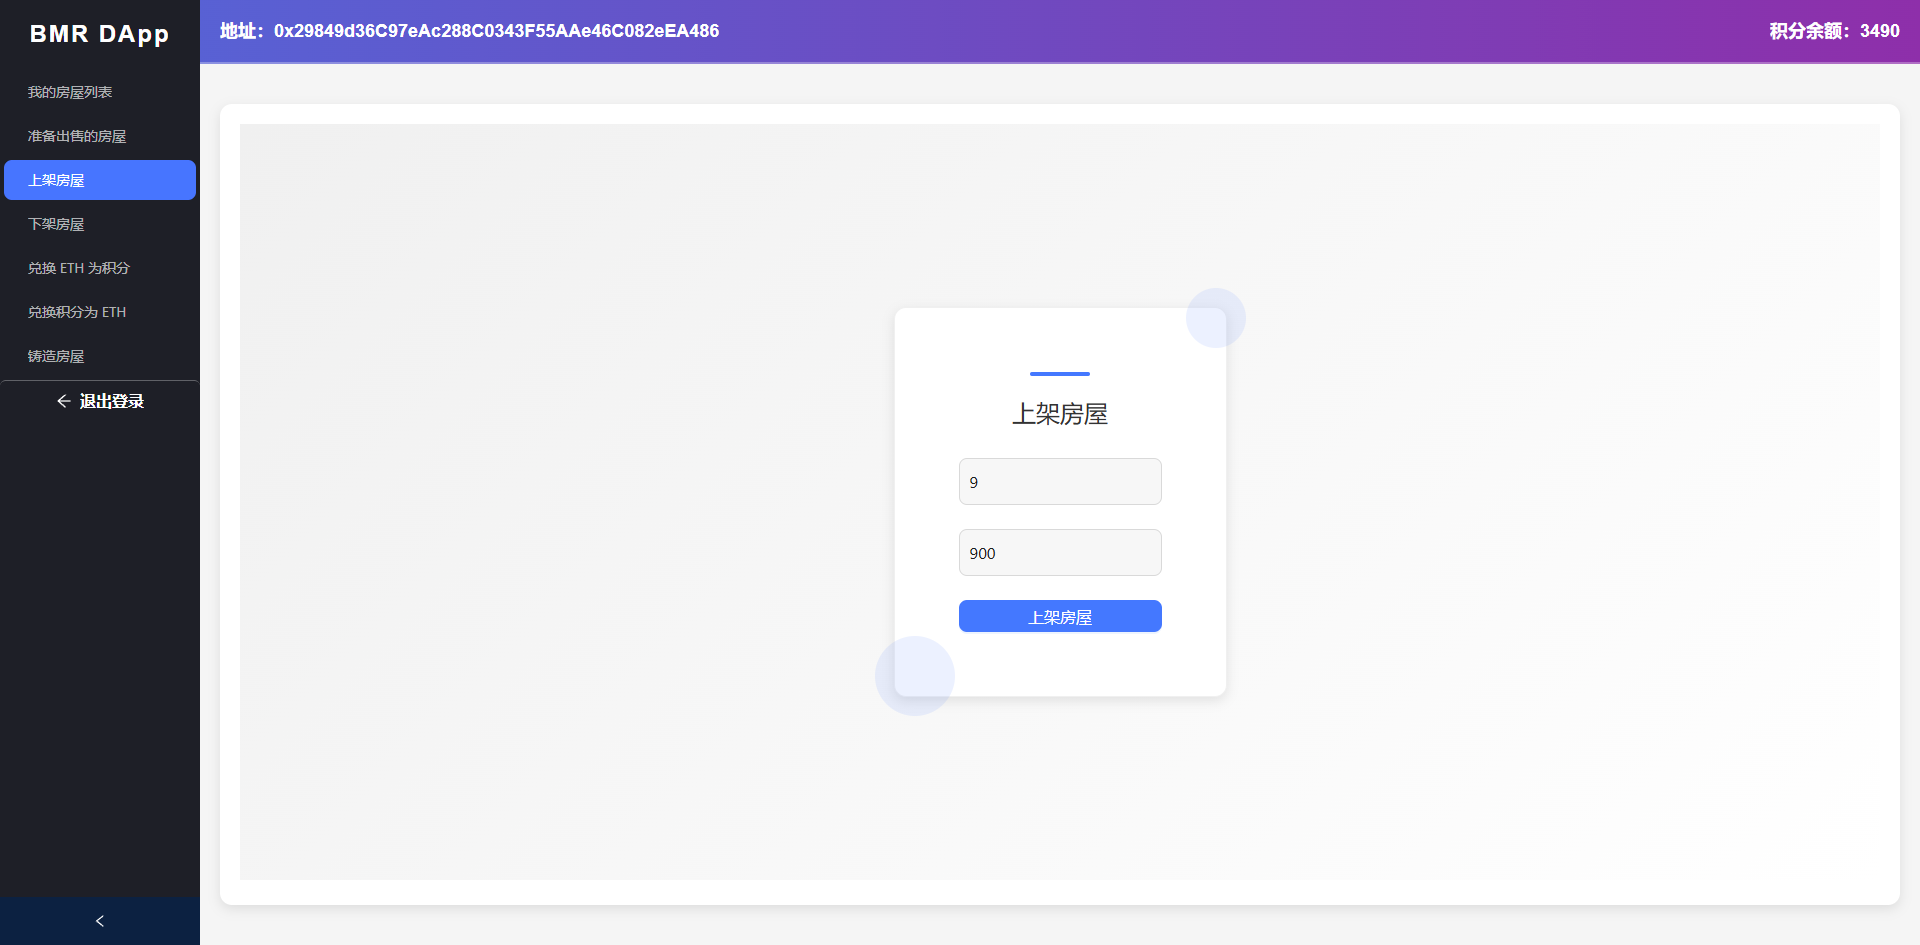 BMR DApp
我的房屋列表
准备出售的房屋
上架房屋
下架房屋
兑换 ETH 为积分
兑换积分为 ETH
铸造房屋
退出登录
地址：0x29849d36C97eAc288C0343F55AAe46C082eEA486
积分余额：3490
上架房屋
9
900
上架房屋